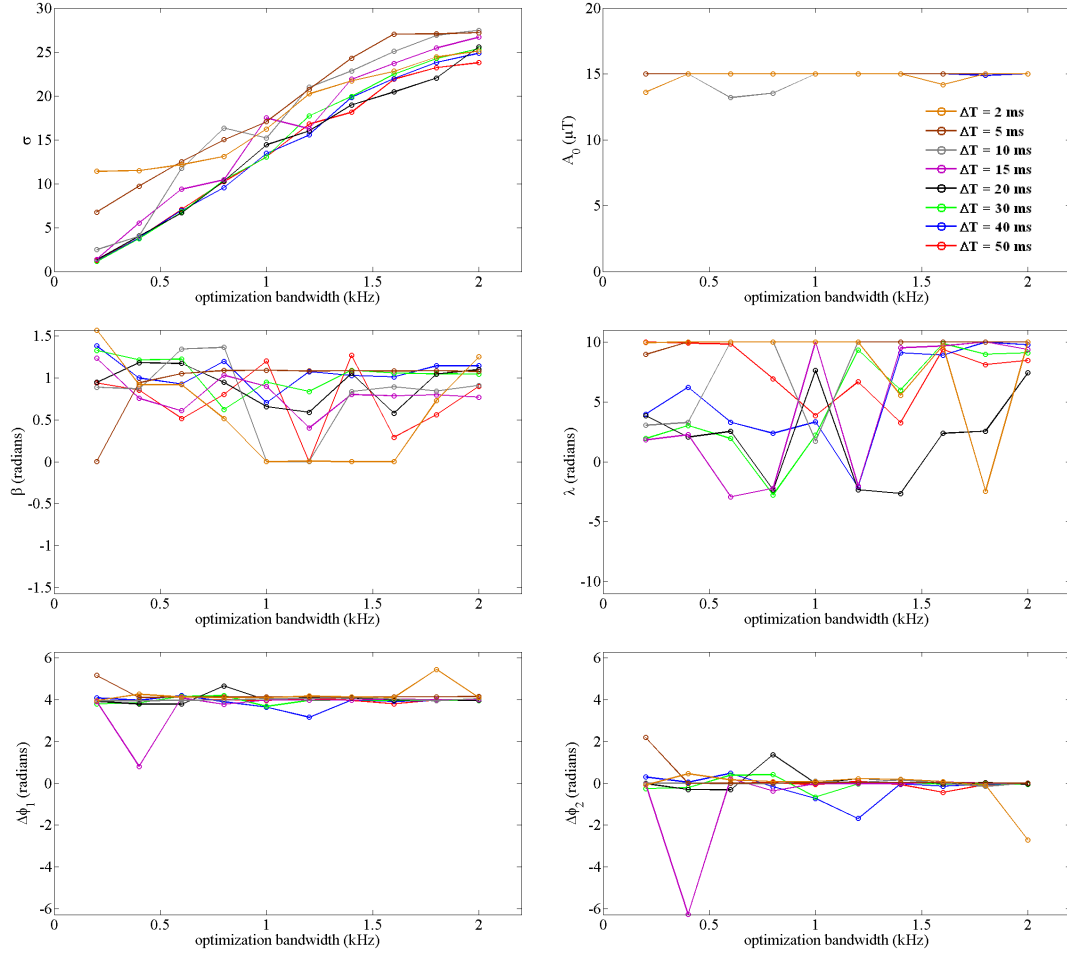 30
25
20
15
10
5
0
σ
0 0.5 1 1.5 2
optimization bandwidth (kHz)
20
15
10
5
0
A0 (μT)
ΔT = 2 ms
ΔT = 5 ms
ΔT = 10 ms
ΔT = 15 ms
ΔT = 20 ms
ΔT = 30 ms
ΔT = 40 ms
ΔT = 50 ms
0 0.5 1 1.5 2
optimization bandwidth (kHz)
1.5
1
0.5
0
0.5
-1
-1.5
β (radians)
0 0.5 1 1.5 2
optimization bandwidth (kHz)
10
5
0
-5
-10
λ (radians)
0 0.5 1 1.5 2
optimization bandwidth (kHz)
6
4
2
0
-2
-4
-6
Δϕ1 (radians)
0 0.5 1 1.5 2
optimization bandwidth (kHz)
6
4
2
0
-2
-4
-6
Δϕ2 (radians)
0 0.5 1 1.5 2
optimization bandwidth (kHz)